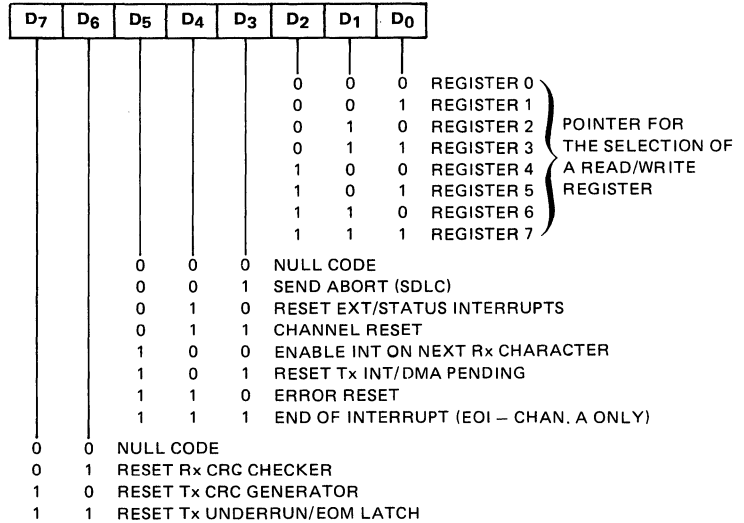 D7 D6 D5 D4 D3 D2 D1 D0
0 0 0 REGISTER 0
0 0 1 REGISTER 1
0 1 0 REGISTER 2
0 1 1 REGISTER 3
1 0 0 REGISTER 4
1 0 1 REGISTER 5
1 1 0 REGISTER 6
1 1 1 REGISTER 7
POINTER FOR
THE SELECTION OF
A READ/WRITE
REGISTER
0 0 0 NULL CODE
0 0 1 SEND ABORT (SDLC)
0 1 0 RESET EXT/STATUS INTERRUPTS
0 1 1 CHANNEL RESET
1 0 0 ENABLE INT ON NEXT Rx CHARACTER
1 0 1 RESET Tx INT/DMA PENDING
1 1 0 ERROR RESET
1 1 1 END OF INTERRUPT (EOI – CHAN. A ONLY)
0 0 NULL CODE
0 1 RESET Rx CRC CHECKER
1 0 RESET Tx CRC GENERATOR
1 1 RESET Tx UNDERRUN/EOM LATCH